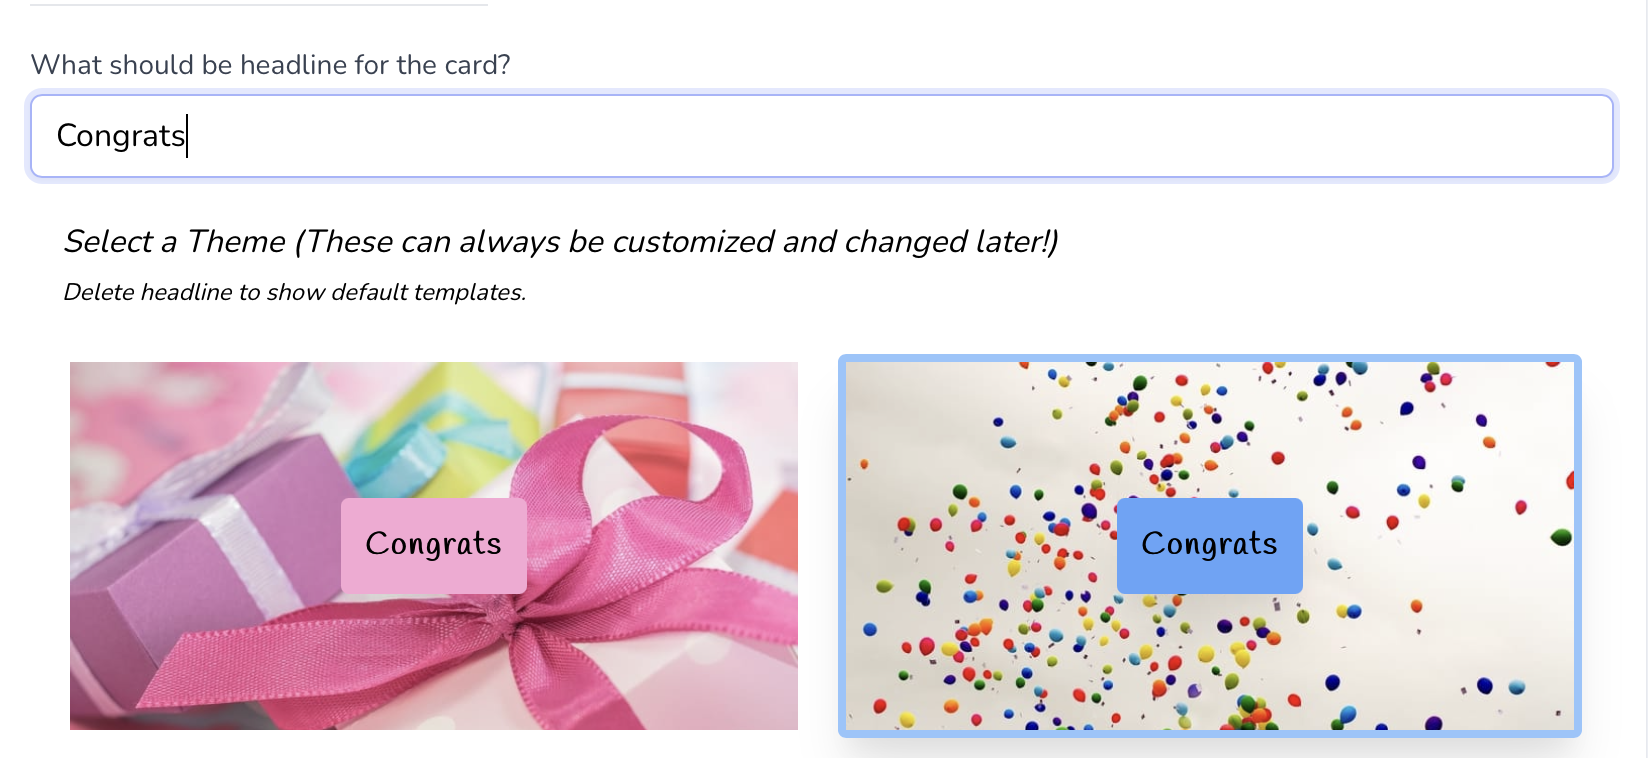 What should be headline for the card?
Congrats
Select a Theme (These can always be customized and changed later!)
Delete headline to show default templates.
Congrats
Congrats